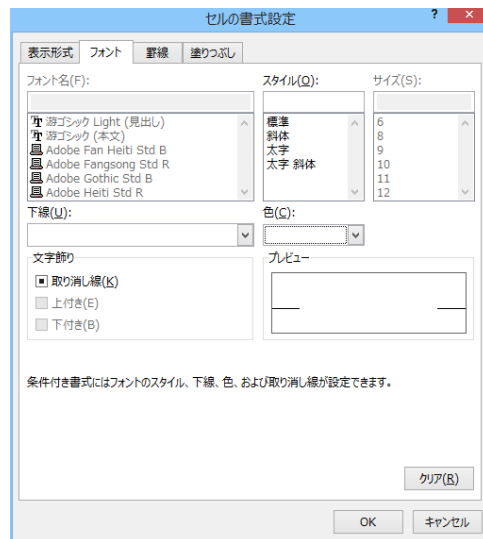 セルの書式設定
? ×
表示形式 フォント 罫線 塗りつぶし
フォント名(F): スタイル(O): サイズ(S):
游ゴシック Light (見出し) 標準 6
游ゴシック (本文) 斜体 8
Adobe Fan Heiti Std B 太字 9
Adobe Fangsong Std R 太字 斜体 10
Adobe Gothic Std B 11
Adobe Heiti Std R 12
下線(U): 色(C):
文字飾り プレビュー
取り消し線(K)
上付き(E)
下付き(B)
条件付き書式にはフォントのスタイル、下線、色、および取り消し線が設定できます。
クリア(R)
OK キャンセル